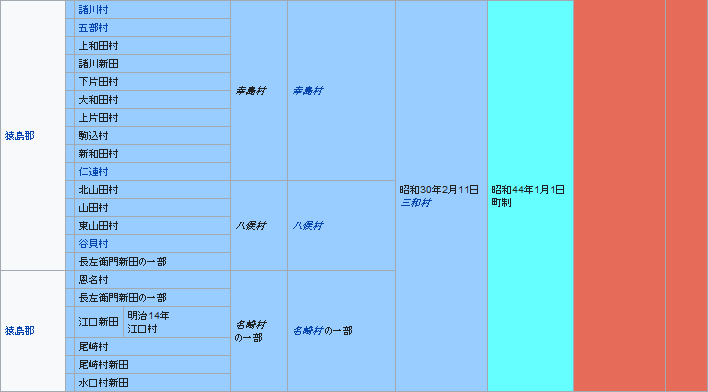 猿島郡
諸川村
五部村
上和田村
諸川新田
下片田村
大和田村
上片田村
駒込村
新和田村
仁連村
幸島村
幸島村
昭和30年2月11日
三和村
昭和44年1月1日
町制
北山田村
山田村
東山田村
谷貝村
長左衛門新田の一部
八俣村
八俣村
猿島郡
恩名村
長左衛門新田の一部
江口新田
明治14年
江口村
尾崎村
尾崎村新田
水口村新田
名崎村
の一部
名崎村の一部